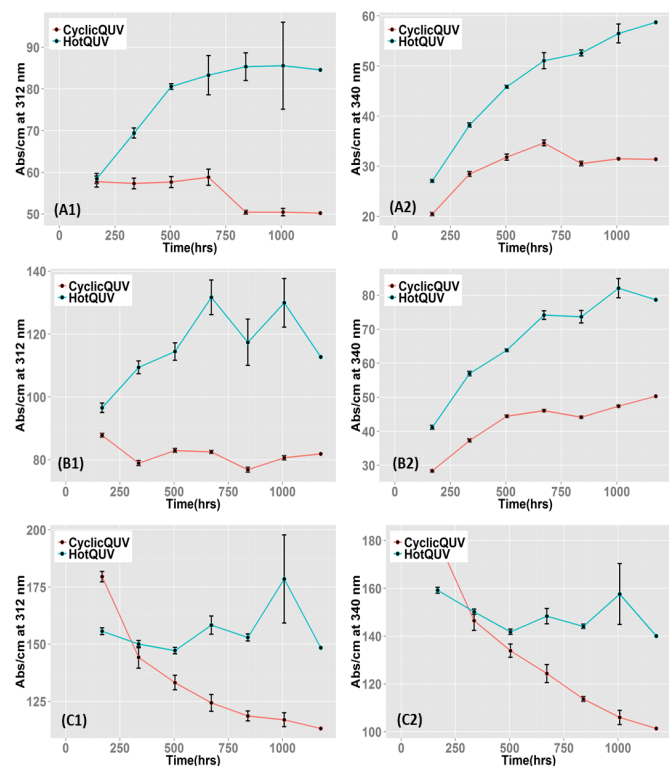 CyclicQUV
HotQUV
Abs/cm at 312 nm
90
80
70
60
50
(A1)
0
250
500
750
1000
Time(hrs)
CyclicQUV
HotQUV
Abs/cm at 340 nm
60
50
40
30
20
(A2)
0
250
500
750
1000
Time(hrs)
CyclicQUV
HotQUV
Abs/cm at 312 nm
140
120
100
80
(B1)
0
250
500
750
1000
Time(hrs)
CyclicQUV
HotQUV
Abs/cm at 340 nm
80
70
60
50
40
30
(B2)
0
250
500
750
1000
Time(hrs)
CyclicQUV
HotQUV
Abs/cm at 312 nm
200
175
150
125
(C1)
0
250
500
750
1000
Time(hrs)
CyclicQUV
HotQUV
Abs/cm at 340 nm
180
160
140
120
100
(C2)
0
250
500
750
1000
Time(hrs)